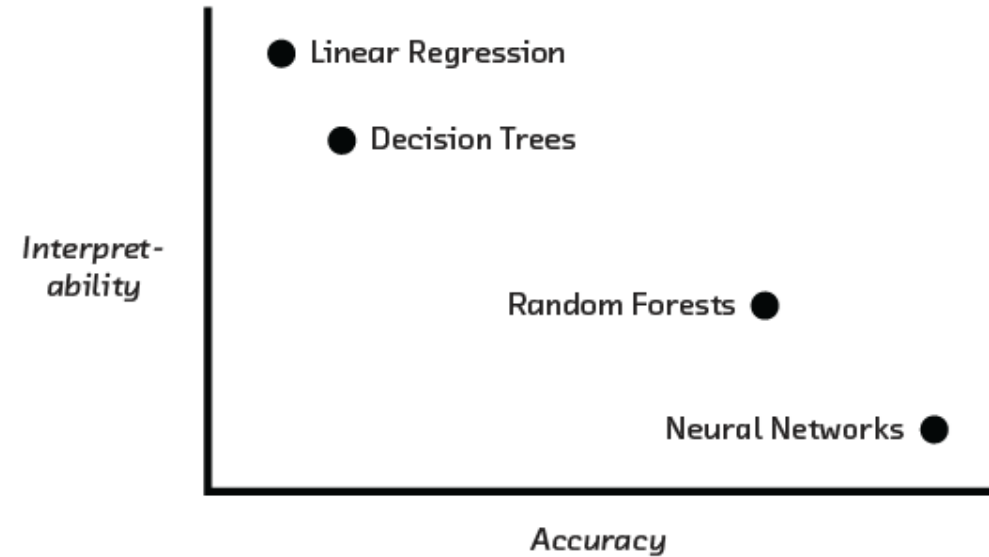 Linear Regression
Decision Trees
Interpret-
ability
Random Forests
Neural Networks
Accuracy